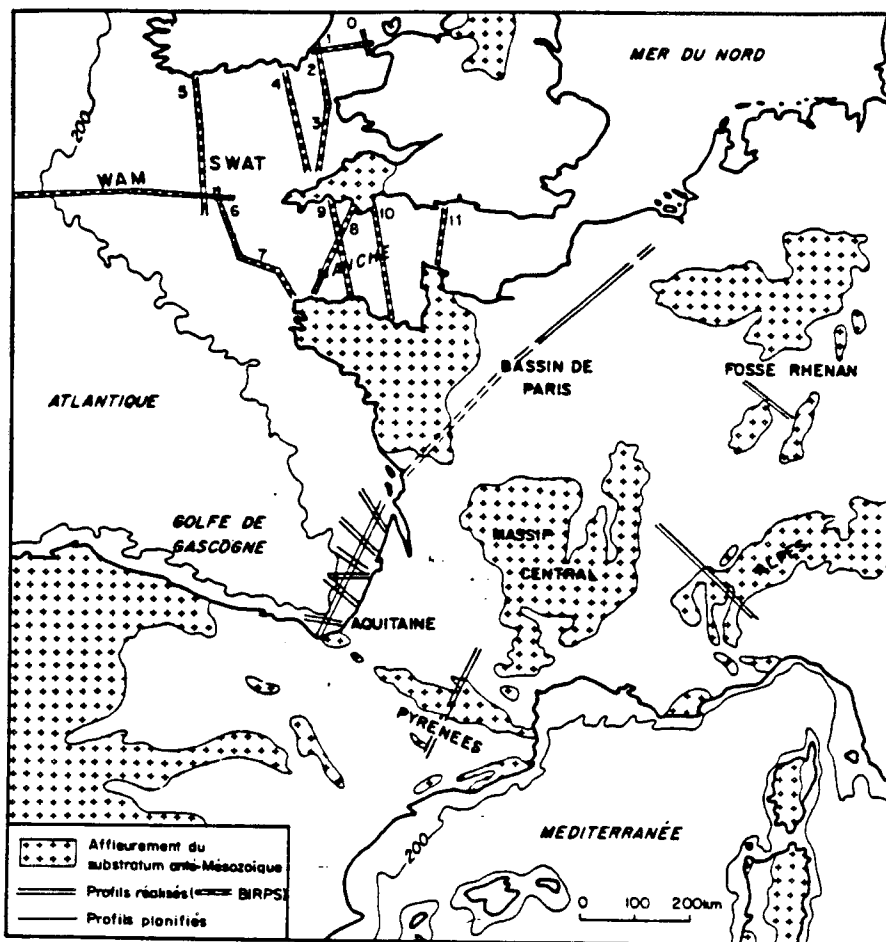 0
1
2
MER DU NORD
5
4
3
200
SWAT
WAM
6
9
10
8
11
7
MANCHE
BASSIN DE
PARIS
FOSSE RHENAN
ATLANTIQUE
GOLFE DE
GASCOGNE
MASSIF
CENTRAL
ALPES
AQUITAINE
PYRENEES
MEDITERRANÉE
200
0 100 200km
Affleurement du
substratum anté-Mésozoïque
Profils réalisés (BIRPS)
Profils planifiés